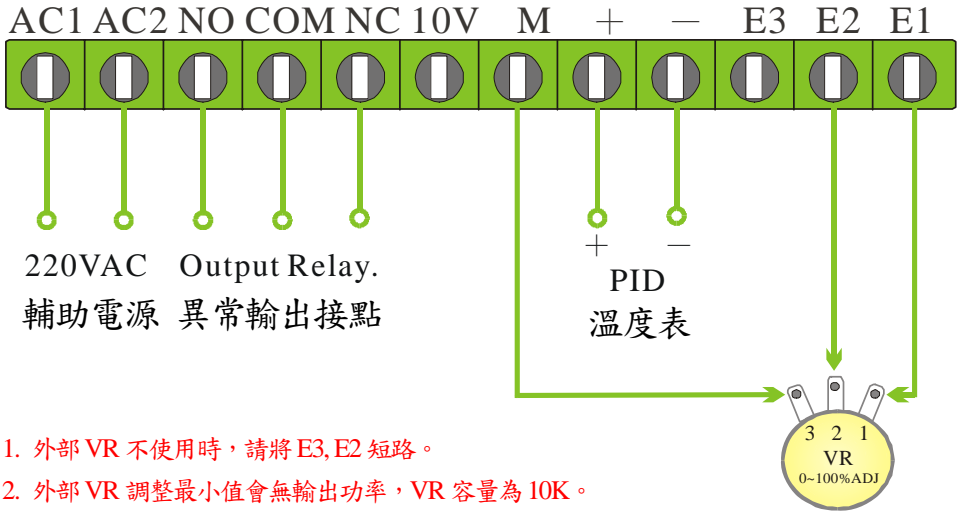 AC1 AC2 NO COM NC 10V M + － E3 E2 E1
+ －
220VAC Output Relay. PID
輔助電源 異常輸出接點 溫度表
3 2 1
VR
0~100%ADJ
1. 外部 VR 不使用時，請將 E3, E2 短路。
2. 外部 VR 調整最小值會無輸出功率，VR 容量為 10K。